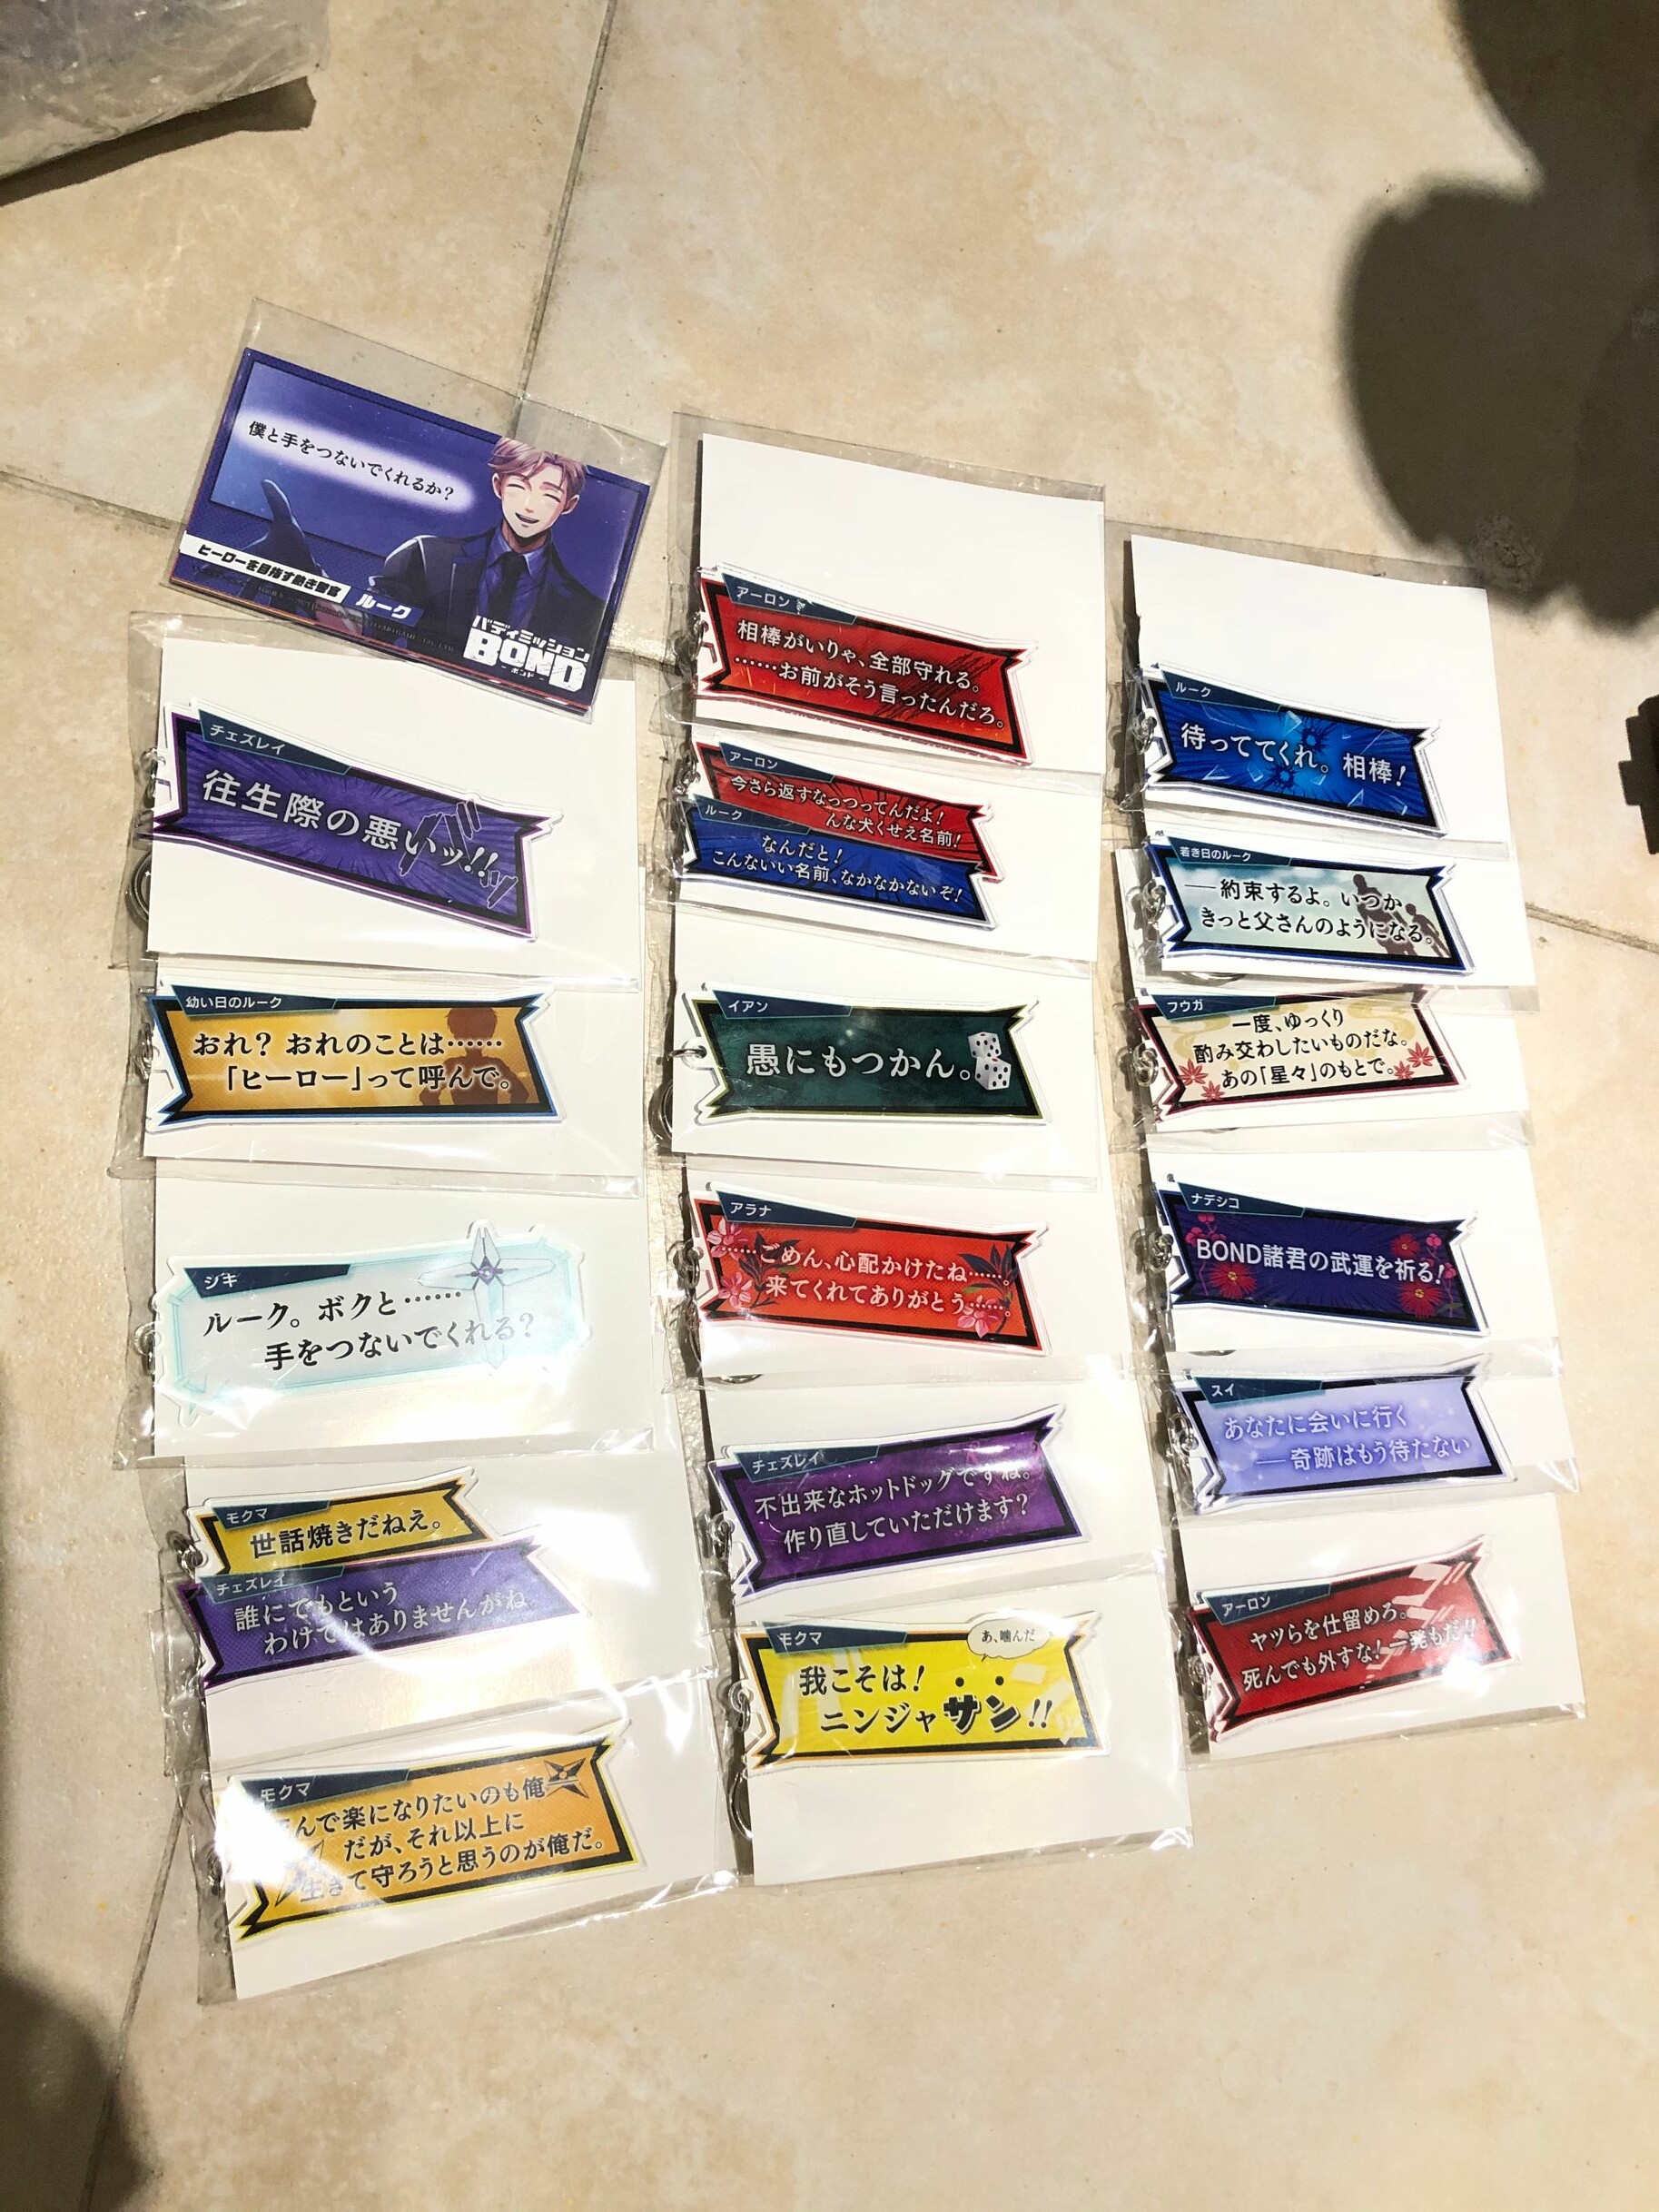 僕と手をつないでくれるか?
ヒーローを目指す熱き警官
ルーク
バディミッション
BOND
-ボンド-
チェズレイ
往生際の悪いッ!!
幼い日のルーク
おれ? おれのことは……
「ヒーロー」って呼んで。
シキ
ルーク。ボクと……
手をつないでくれる?
モクマ
世話焼きだねえ。
チェズレイ
誰にでもという
わけではありませんがね
モクマ
んで楽になりたいのも俺
だが、それ以上に
生きて守ろうと思うのが俺だ。
アーロン
相棒がいりゃ、全部守れる。
……お前がそう言ったんだろ。
アーロン
今さら返すなっつってんだよ!
んな犬くせえ名前!
ルーク
なんだと!
こんないい名前、なかなかないぞ!
イアン
愚にもつかん。
アラナ
……ごめん、心配かけたね……。
来てくれてありがとう……。
チェズレイ
不出来なホットドッグですね。
作り直していただけます?
モクマ
あ、噛んだ
我こそは!
ニンジャサン!!
ルーク
待っててくれ。相棒!
若き日のルーク
──約束するよ。いつか
きっと父さんのようになる。
フウガ
一度、ゆっくり
酌み交わしたいものだな。
あの「星々」のもとで。
ナデシコ
BOND諸君の武運を祈る!
スイ
あなたに会いに行く
──奇跡はもう待たない
アーロン
ヤツらを仕留めろ。
死んでも外すな!一発もだ!!